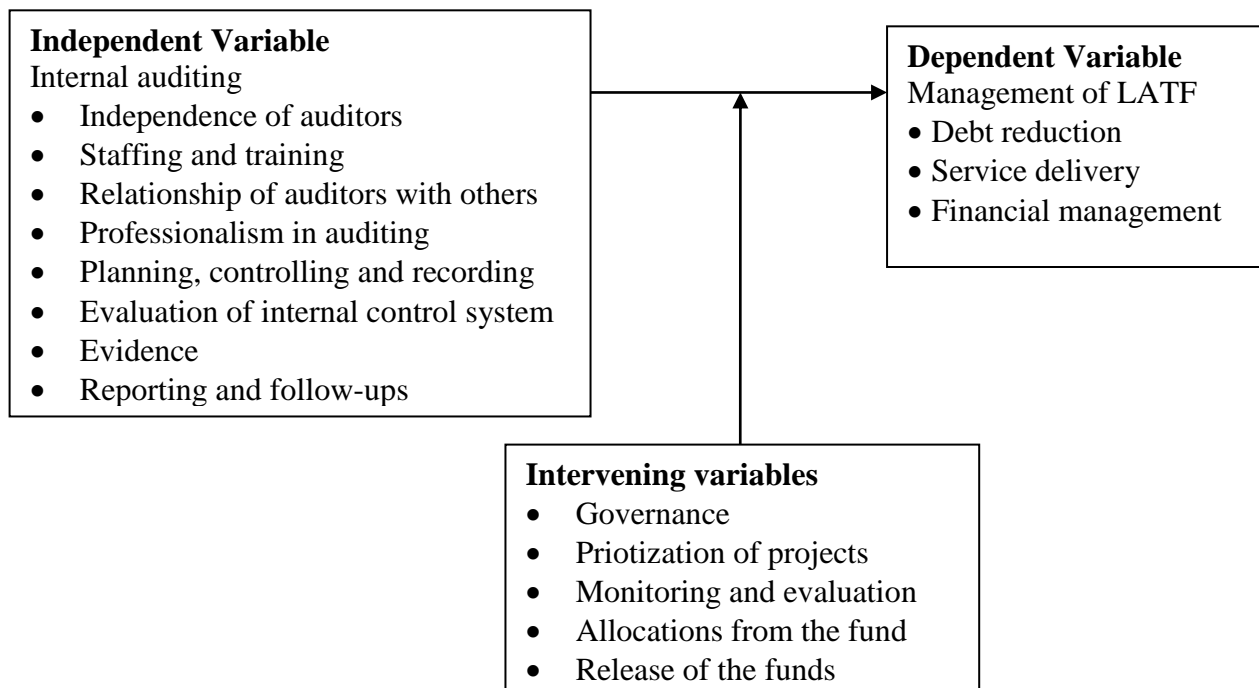 Independent Variable
Internal auditing
• Independence of auditors
• Staffing and training
• Relationship of auditors with others
• Professionalism in auditing
• Planning, controlling and recording
• Evaluation of internal control system
• Evidence
• Reporting and follow-ups
Dependent Variable
Management of LATF
• Debt reduction
• Service delivery
• Financial management
Intervening variables
• Governance
• Priotization of projects
• Monitoring and evaluation
• Allocations from the fund
• Release of the funds